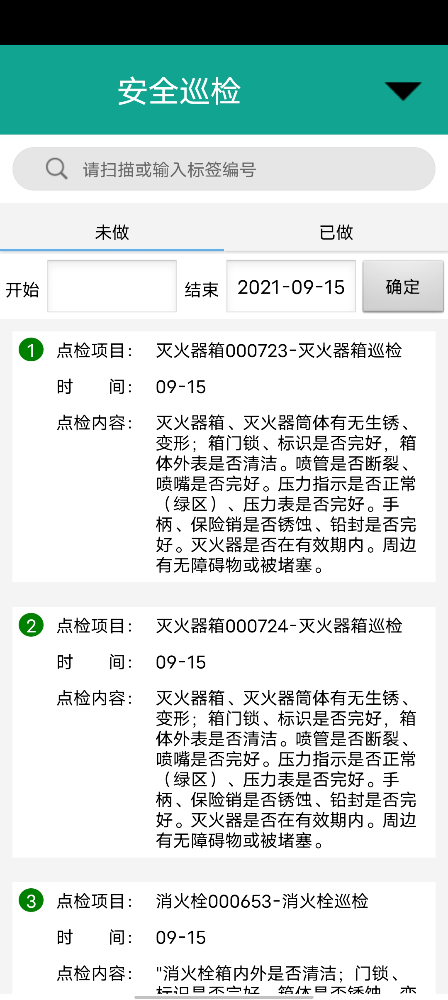 安全巡检
请扫描或输入标签编号
未做 已做
开始 结束 2021-09-15 确定
1 点检项目： 灭火器箱000723-灭火器箱巡检
时 间： 09-15
点检内容： 灭火器箱、灭火器筒体有无生锈、
变形；箱门锁、标识是否完好，箱
体外表是否清洁。喷管是否断裂、
喷嘴是否完好。压力指示是否正常
（绿区）、压力表是否完好。手
柄、保险销是否锈蚀、铅封是否完
好。灭火器是否在有效期内。周边
有无障碍物或被堵塞。
2 点检项目： 灭火器箱000724-灭火器箱巡检
时 间： 09-15
点检内容： 灭火器箱、灭火器筒体有无生锈、
变形；箱门锁、标识是否完好，箱
体外表是否清洁。喷管是否断裂、
喷嘴是否完好。压力指示是否正常
（绿区）、压力表是否完好。手
柄、保险销是否锈蚀、铅封是否完
好。灭火器是否在有效期内。周边
有无障碍物或被堵塞。
3 点检项目： 消火栓000653-消火栓巡检
时 间： 09-15
点检内容： "消火栓箱内外是否清洁；门锁、
标识是否完好，箱体是否锈蚀、变